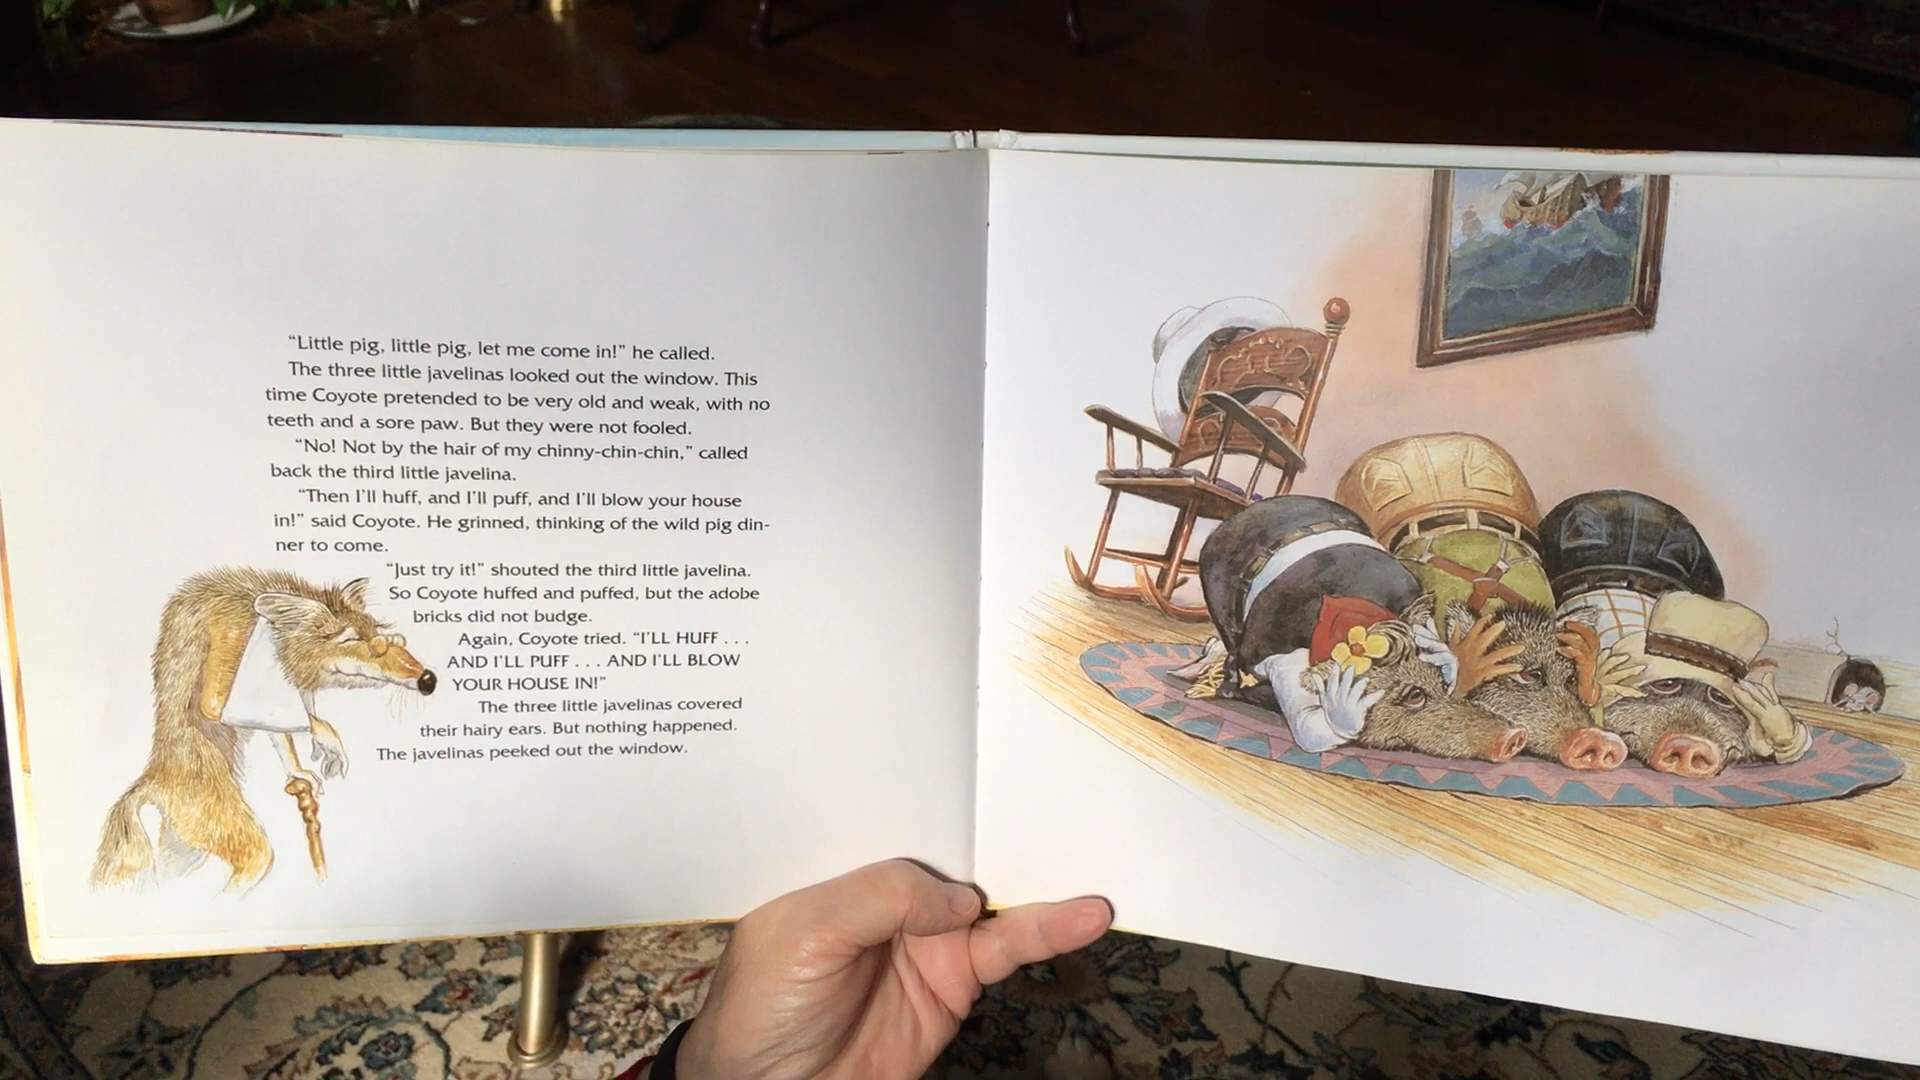 “Little pig, little pig, let me come in!” he called.
The three little javelinas looked out the window. This
time Coyote pretended to be very old and weak, with no
teeth and a sore paw. But they were not fooled.
“No! Not by the hair of my chinny-chin-chin,” called
back the third little javelina.
“Then I'll huff, and I'll puff, and I'll blow your house
in!” said Coyote. He grinned, thinking of the wild pig din-
ner to come.
“Just try it!” shouted the third little javelina.
So Coyote huffed and puffed, but the adobe
bricks did not budge.
Again, Coyote tried. “I'LL HUFF . . .
AND I'LL PUFF . . . AND I'LL BLOW
YOUR HOUSE IN!”
The three little javelinas covered
their hairy ears. But nothing happened.
The javelinas peeked out the window.